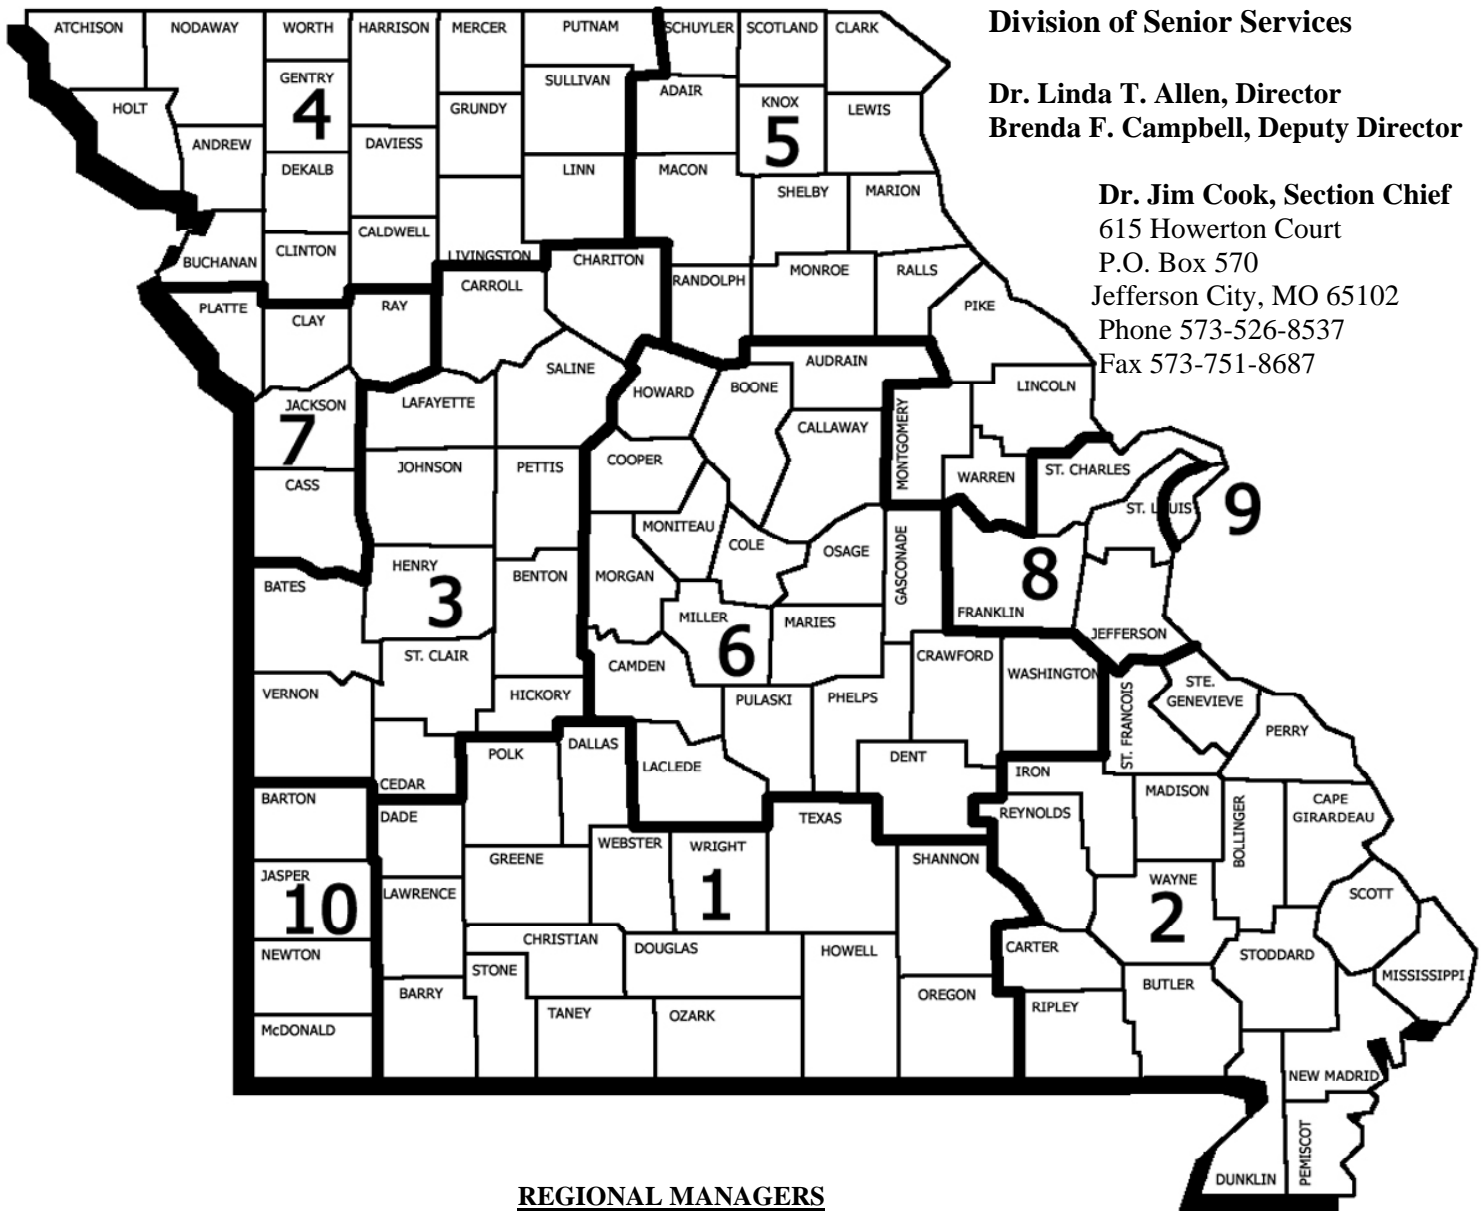 Division of Senior Services
Dr. Linda T. Allen, Director
Brenda F. Campbell, Deputy Director
Dr. Jim Cook, Section Chief
615 Howerton Court
P.O. Box 570
Jefferson City, MO 65102
Phone 573-526-8537
Fax 573-751-8687
ATCHISON
NODAWAY
WORTH
HARRISON
MERCER
PUTNAM
SCHUYLER
SCOTLAND
CLARK
GENTRY
4
SULLIVAN
ADAIR
KNOX
5
LEWIS
HOLT
GRUNDY
ANDREW
DAVIESS
DEKALB
LINN
MACON
SHELBY
MARION
CALDWELL
CLINTON
BUCHANAN
LIVINGSTON
CHARITON
CARROLL
RANDOLPH
MONROE
RALLS
PIKE
PLATTE
CLAY
RAY
SALINE
AUDRAIN
LINCOLN
JACKSON
7
LAFAYETTE
HOWARD
BOONE
CALLAWAY
MONTGOMERY
CASS
JOHNSON
PETTIS
COOPER
WARREN
ST. CHARLES
ST. LOUIS
9
MONITEAU
COLE
OSAGE
GASCONADE
BATES
HENRY
3
BENTON
MORGAN
8
FRANKLIN
MILLER
6
MARIES
JEFFERSON
ST. CLAIR
CAMDEN
CRAWFORD
WASHINGTON
VERNON
HICKORY
PULASKI
PHELPS
ST. FRANCOIS
STE.
GENEVIEVE
PERRY
POLK
DALLAS
LACLEDE
DENT
IRON
CEDAR
BARTON
DADE
TEXAS
REYNOLDS
MADISON
BOLLINGER
CAPE
GIRARDEAU
GREENE
WEBSTER
WRIGHT
1
SHANNON
JASPER
10
LAWRENCE
WAYNE
2
SCOTT
CHRISTIAN
DOUGLAS
HOWELL
CARTER
STODDARD
NEWTON
STONE
MISSISSIPPI
BARRY
OREGON
BUTLER
TANEY
OZARK
RIPLEY
McDONALD
NEW MADRID
PEMISCOT
DUNKLIN
REGIONAL MANAGERS